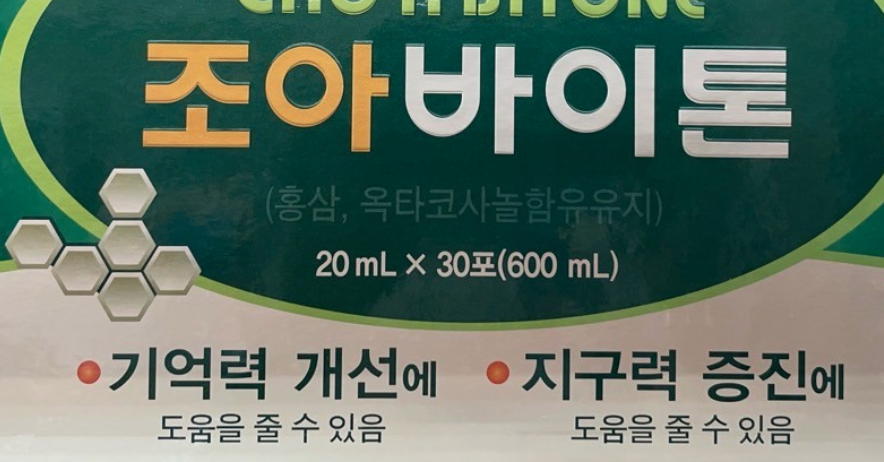 조아바이톤
(홍삼, 옥타코사놀함유유지)
20 mL × 30포(600 mL)
• 기억력 개선에 • 지구력 증진에
도움을 줄 수 있음 도움을 줄 수 있음